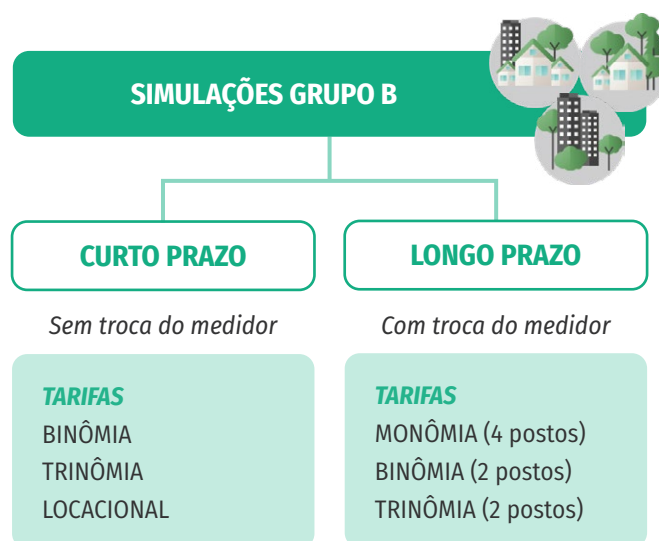 SIMULAÇÕES GRUPO B
CURTO PRAZO
Sem troca do medidor
TARIFAS
BINÔMIA
TRINÔMIA
LOCACIONAL
LONGO PRAZO
Com troca do medidor
TARIFAS
MONÔMIA (4 postos)
BINÔMIA (2 postos)
TRINÔMIA (2 postos)